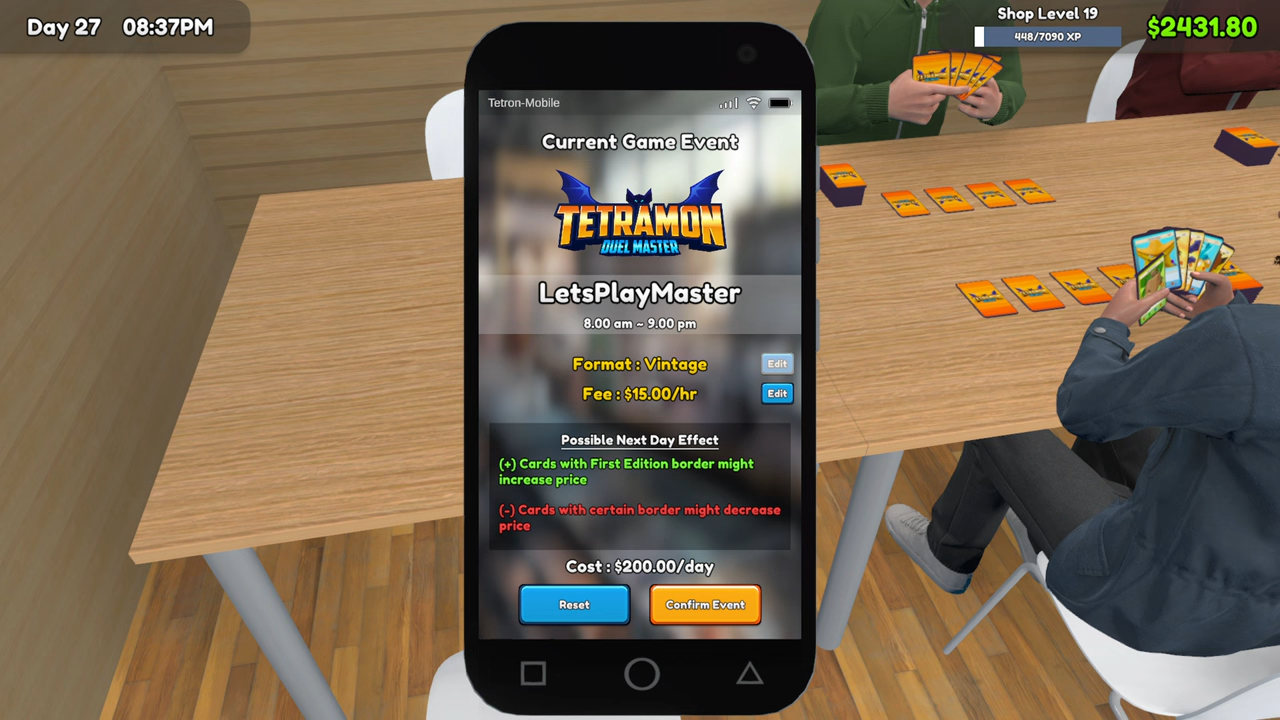 Day 27 08:37PM
Shop Level 19
448/7090 XP
$2431.80
Tetron-Mobile
Current Game Event
TETRAMON
DUEL MASTER
LetsPlayMaster
8.00 am ~ 9.00 pm
Format : Vintage
Edit
Fee : $15.00/hr
Edit
Possible Next Day Effect
(+) Cards with First Edition border might
increase price
(-) Cards with certain border might decrease
price
Cost : $200.00/day
Reset
Confirm Event